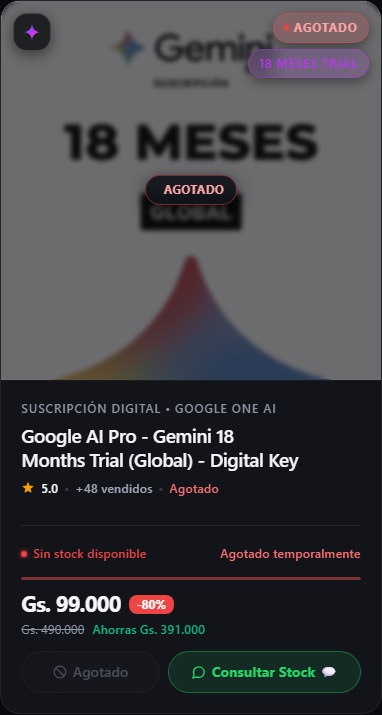 Gemini
AGOTADO
18 MESES TRIAL
SUSCRIPCIÓN
18 MESES
AGOTADO
GLOBAL
SUSCRIPCIÓN DIGITAL • GOOGLE ONE AI
Google AI Pro - Gemini 18
Months Trial (Global) - Digital Key
5.0 • +48 vendidos • Agotado
Sin stock disponible
Agotado temporalmente
Gs. 99.000 -80%
Gs. 490.000 Ahorras Gs. 391.000
Agotado
Consultar Stock